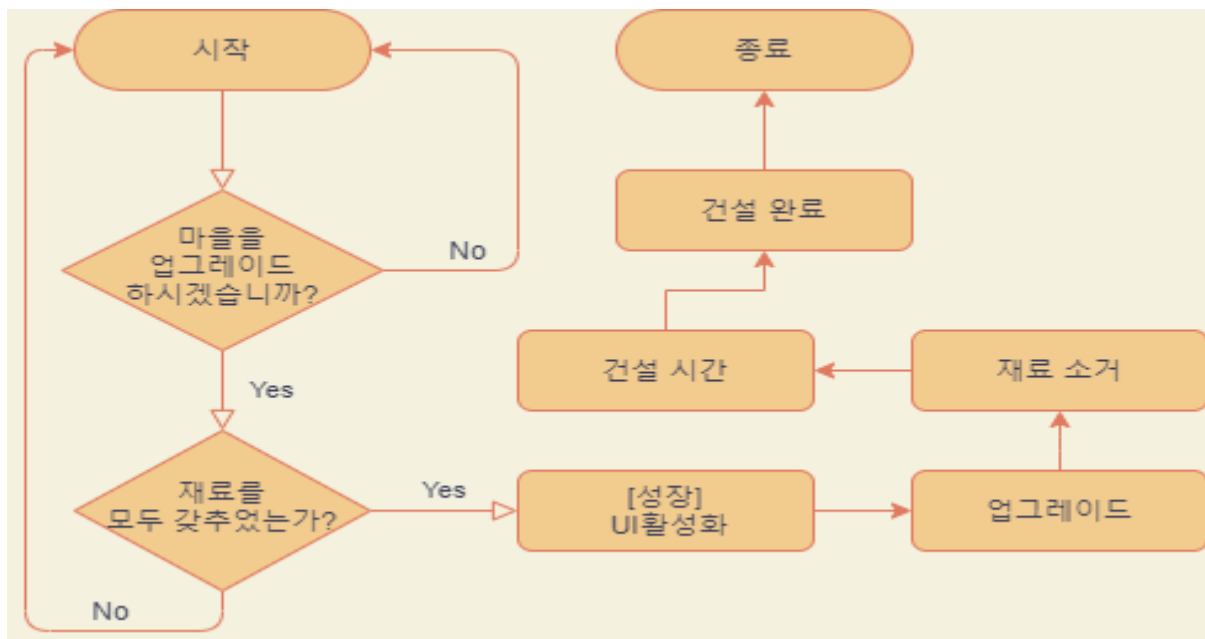 시작
종료
건설 완료
마을을
업그레이드
하시겠습니까?
No
건설 시간
재료 소거
Yes
재료를
모두 갖추었는가?
Yes
[성장]
UI활성화
업그레이드
No